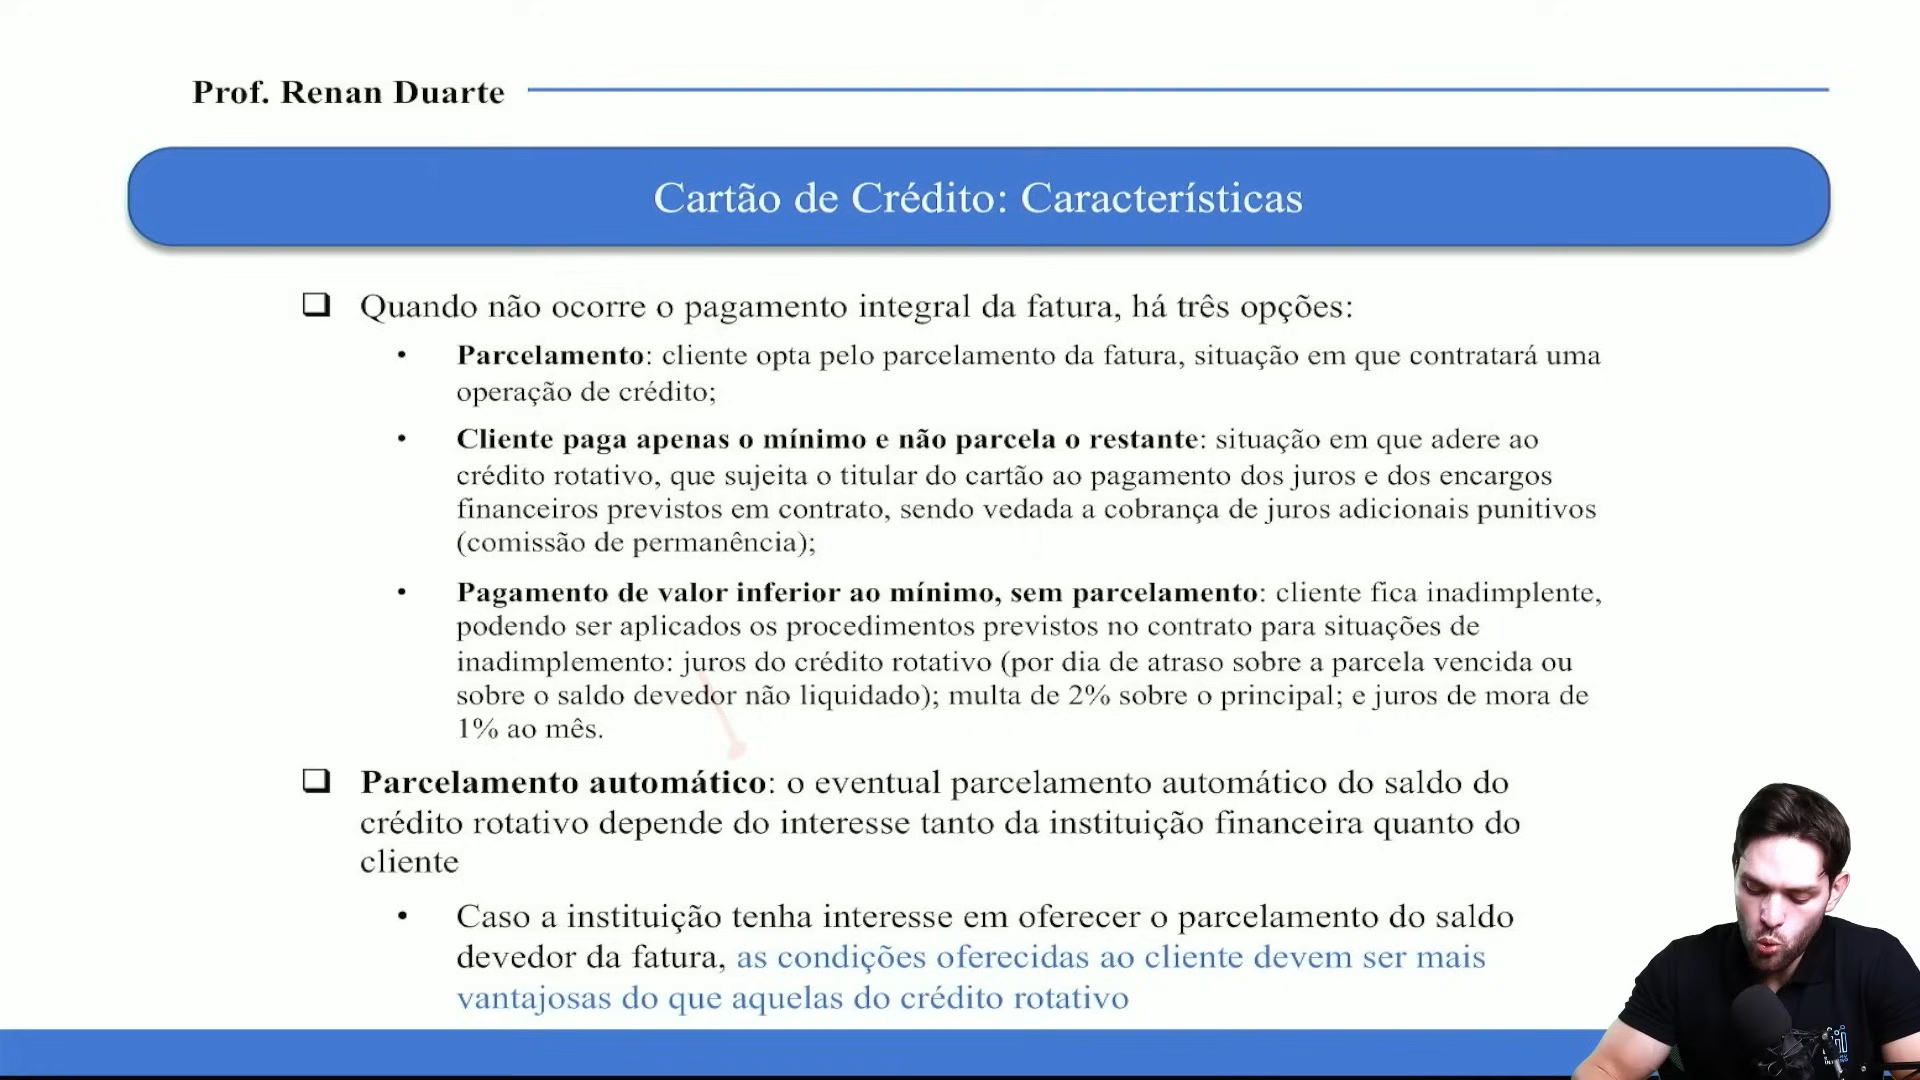 Prof. Renan Duarte
Cartão de Crédito: Características
Quando não ocorre o pagamento integral da fatura, há três opções:
• Parcelamento: cliente opta pelo parcelamento da fatura, situação em que contratará uma
operação de crédito;
• Cliente paga apenas o mínimo e não parcela o restante: situação em que adere ao
crédito rotativo, que sujeita o titular do cartão ao pagamento dos juros e dos encargos
financeiros previstos em contrato, sendo vedada a cobrança de juros adicionais punitivos
(comissão de permanência);
• Pagamento de valor inferior ao mínimo, sem parcelamento: cliente fica inadimplente,
podendo ser aplicados os procedimentos previstos no contrato para situações de
inadimplemento: juros do crédito rotativo (por dia de atraso sobre a parcela vencida ou
sobre o saldo devedor não liquidado); multa de 2% sobre o principal; e juros de mora de
1% ao mês.
Parcelamento automático: o eventual parcelamento automático do saldo do
crédito rotativo depende do interesse tanto da instituição financeira quanto do
cliente
• Caso a instituição tenha interesse em oferecer o parcelamento do saldo
devedor da fatura, as condições oferecidas ao cliente devem ser mais
vantajosas do que aquelas do crédito rotativo